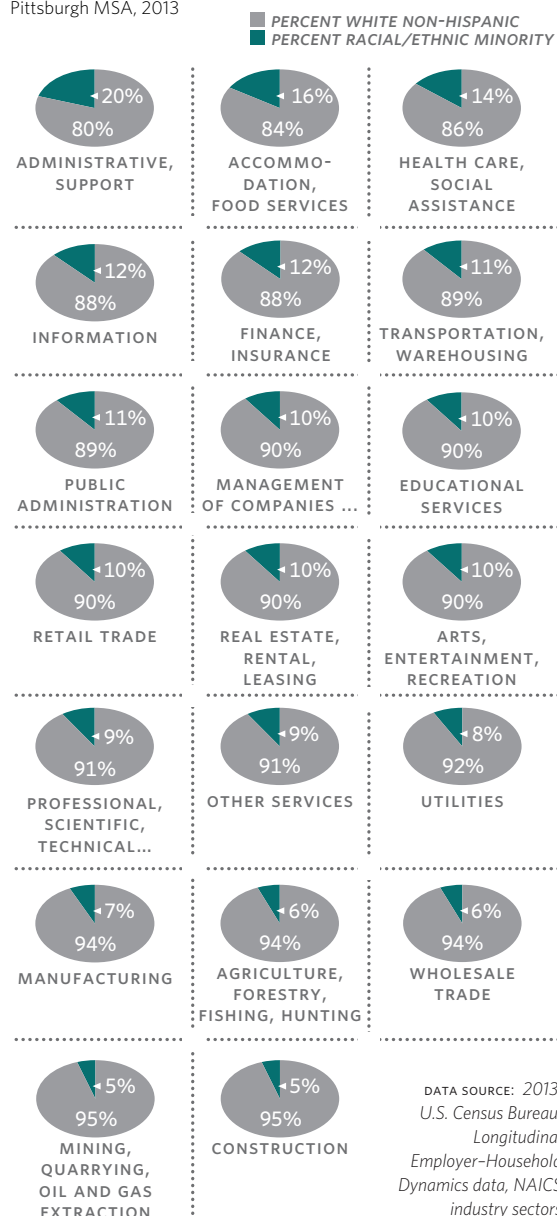 Pittsburgh MSA, 2013
PERCENT WHITE NON-HISPANIC
PERCENT RACIAL/ETHNIC MINORITY
20%
80%
ADMINISTRATIVE,
SUPPORT
16%
84%
ACCOMMO-
DATION,
FOOD SERVICES
14%
86%
HEALTH CARE,
SOCIAL
ASSISTANCE
12%
88%
INFORMATION
12%
88%
FINANCE,
INSURANCE
11%
89%
TRANSPORTATION,
WAREHOUSING
11%
89%
PUBLIC
ADMINISTRATION
10%
90%
MANAGEMENT
OF COMPANIES ...
10%
90%
EDUCATIONAL
SERVICES
10%
90%
RETAIL TRADE
10%
90%
REAL ESTATE,
RENTAL,
LEASING
10%
90%
ARTS,
ENTERTAINMENT,
RECREATION
9%
91%
PROFESSIONAL,
SCIENTIFIC,
TECHNICAL...
9%
91%
OTHER SERVICES
8%
92%
UTILITIES
7%
94%
MANUFACTURING
6%
94%
AGRICULTURE,
FORESTRY,
FISHING, HUNTING
6%
94%
WHOLESALE
TRADE
5%
95%
MINING,
QUARRYING,
OIL AND GAS
EXTRACTION
5%
95%
CONSTRUCTION
DATA SOURCE: 2013
U.S. Census Bureau
Longitudina
Employer–Household
Dynamics data, NAICS
industry sectors